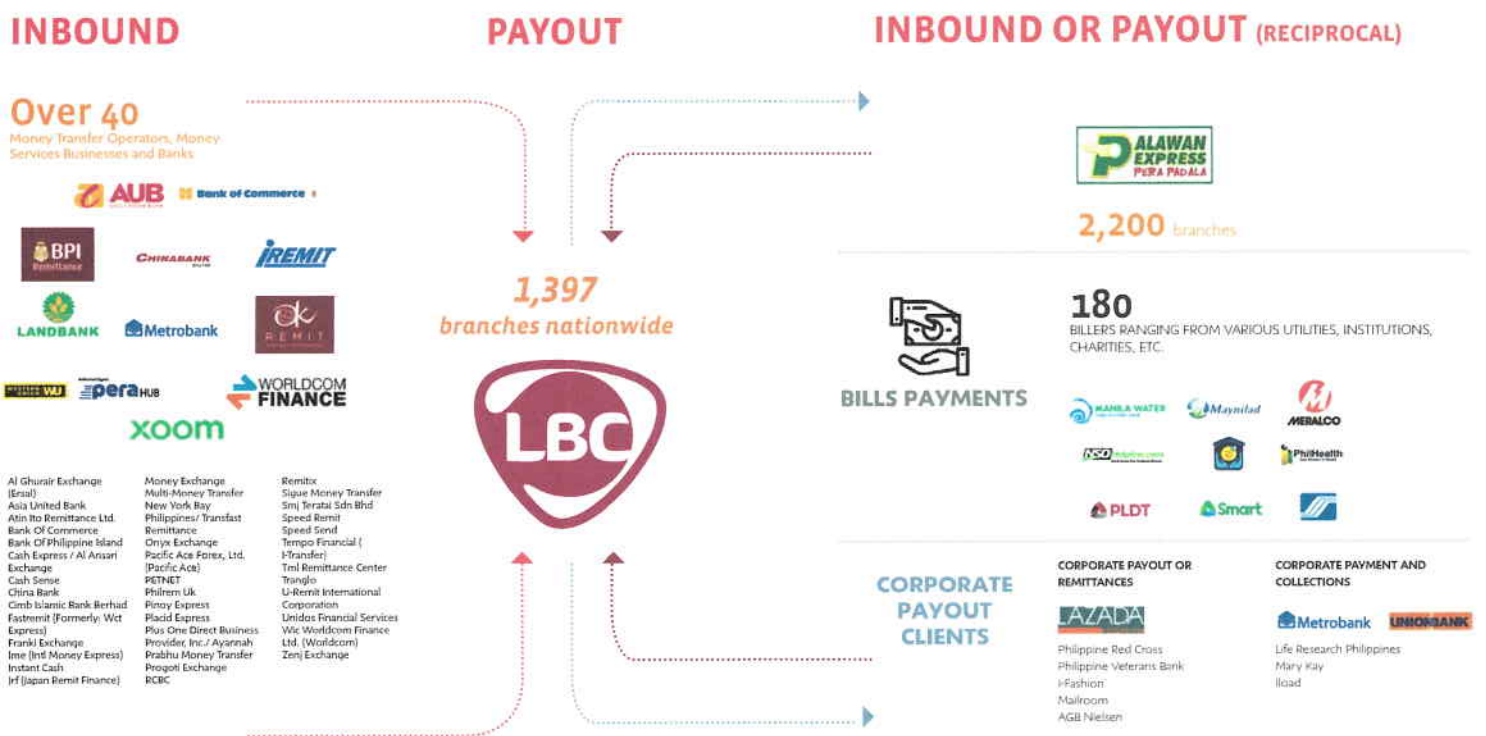 INBOUND
Over 40
Money Transfer Operators, Money
Services Businesses and Banks
AUB
Bank of Commerce
BPI
Remittance
CHINABANK
iREMIT
LANDBANK
Metrobank
ok
REMIT
WU
pera HUB
WORLDCOM
FINANCE
xoom
Al Ghurair Exchange
(Ersal)
Asia United Bank
Atin Ito Remittance Ltd.
Bank Of Commerce
Bank Of Philippine Island
Cash Express / Al Ansari
Exchange
Cash Sense
China Bank
Cimb Islamic Bank Berhad
Fastremit (Formerly: Wct
Express)
Franki Exchange
Ime (Intl Money Express)
Instant Cash
Jrf (Japan Remit Finance)
Money Exchange
Multi-Money Transfer
New York Bay
Philippines/ Transfast
Remittance
Onyx Exchange
Pacific Ace Forex, Ltd.
(Pacific Ace)
PETNET
Philrem Uk
Pinoy Express
Placid Express
Plus One Direct Business
Provider, Inc./ Ayannah
Prabhu Money Transfer
Progoti Exchange
RCBC
Remitix
Sigue Money Transfer
Smj Teratai Sdn Bhd
Speed Remit
Speed Send
Tempo Financial (
I-Transfer)
Tml Remittance Center
Tranglo
U-Remit International
Corporation
Unidos Financial Services
Wic Worldcom Finance
Ltd. (Worldcom)
Zenj Exchange
PAYOUT
1,397
branches nationwide
LBC
INBOUND OR PAYOUT (RECIPROCAL)
PALAWAN
EXPRESS
PERA PADALA
2,200 branches
BILLS PAYMENTS
180
BILLERS RANGING FROM VARIOUS UTILITIES, INSTITUTIONS,
CHARITIES, ETC.
MANILA WATER
Maynilad
MERALCO
NSO
PhilHealth
PLDT
Smart
CORPORATE
PAYOUT
CLIENTS
CORPORATE PAYOUT OR
REMITTANCES
LAZADA
Philippine Red Cross
Philippine Veterans Bank
I-Fashion
Mailroom
AGB Nielsen
CORPORATE PAYMENT AND
COLLECTIONS
Metrobank
UNIONBANK
Life Research Philippines
Mary Kay
Iload